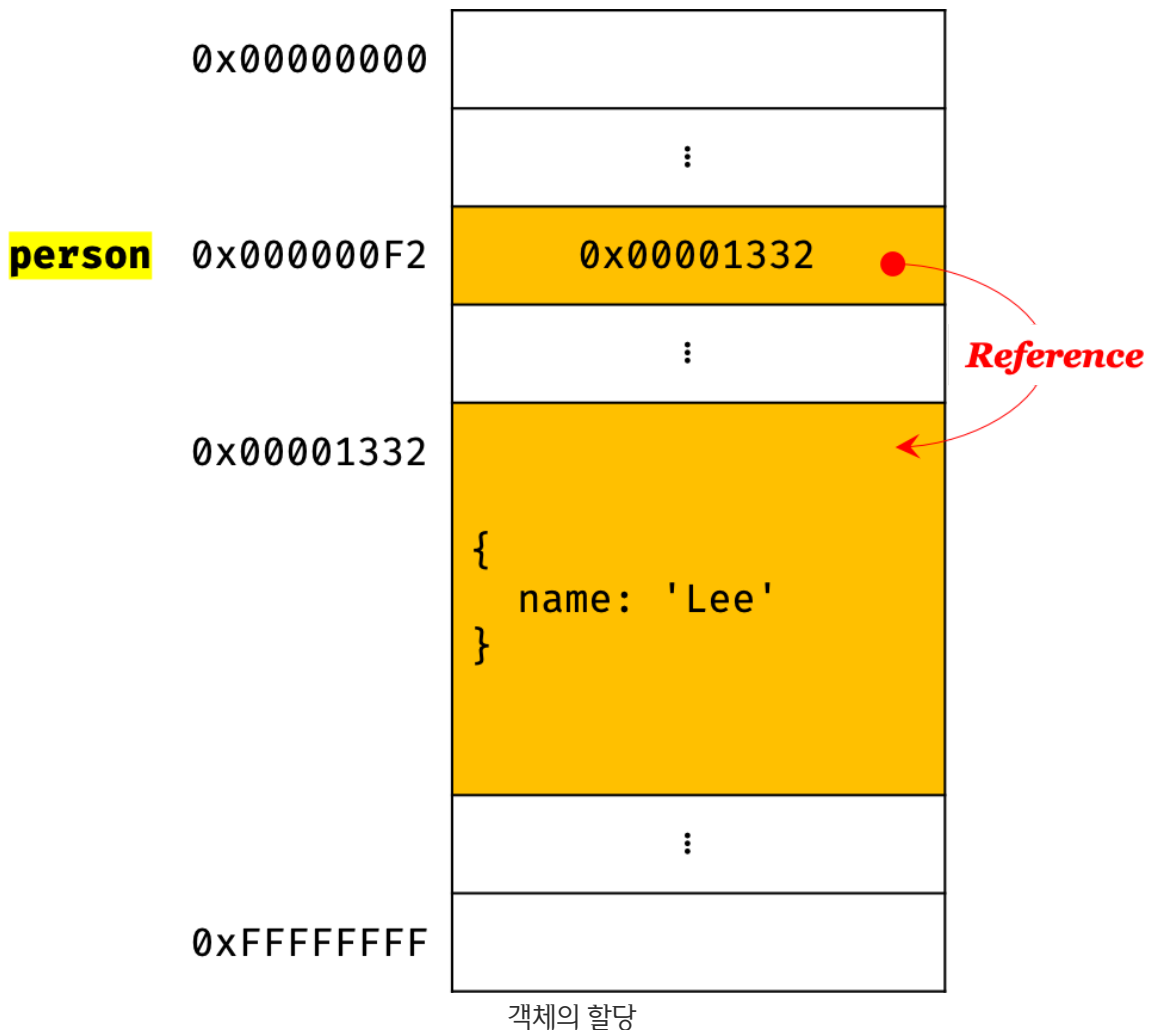 0x00000000
⋮
person 0x000000F2 0x00001332
⋮
Reference
0x00001332
{
name: 'Lee'
}
⋮
0xFFFFFFFF
객체의 할당